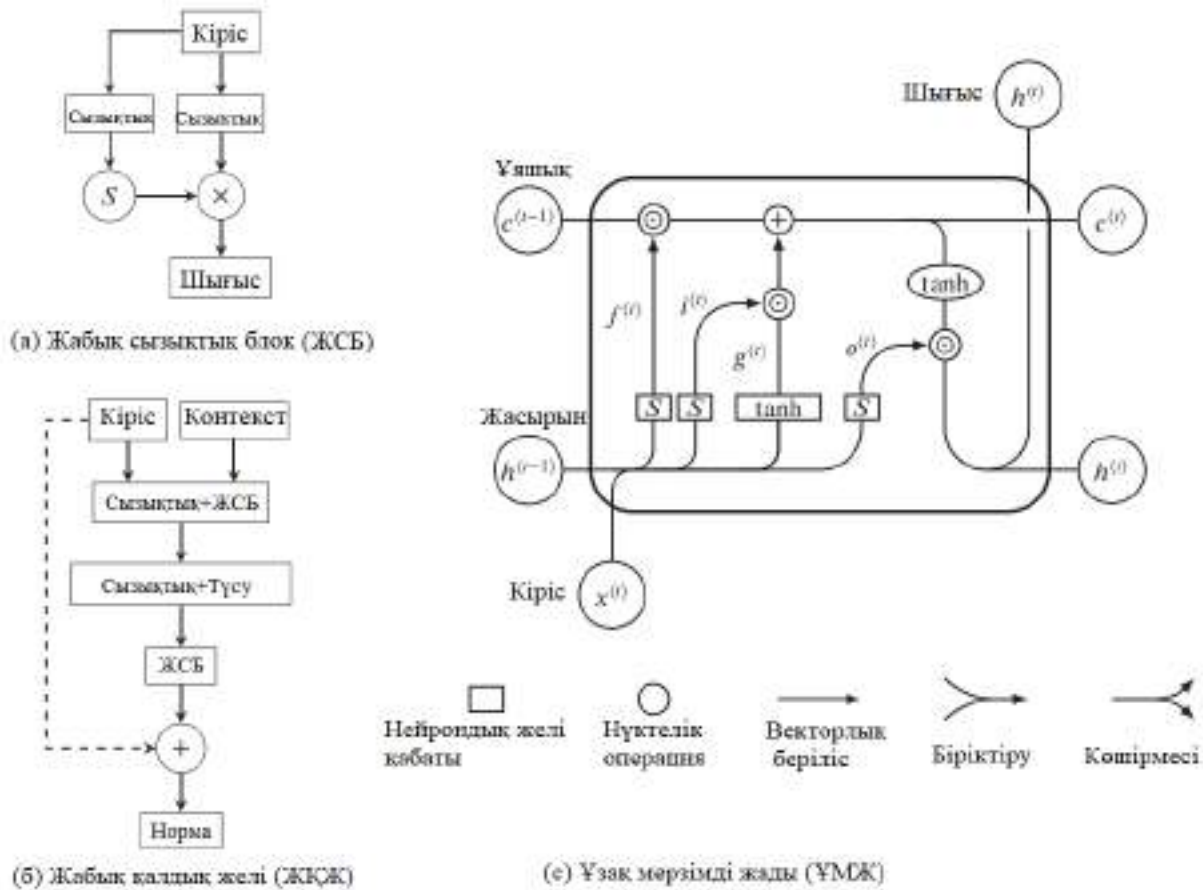 Кіріс
Сызықтық
Сызықтық
S
×
Шығыс
(а) Жабық сызықтық блок (ЖСБ)
Кіріс
Контекст
Сызықтық+ЖСБ
Сызықтық+Түсу
ЖСБ
+
Норма
(б) Жабық қалдық желі (ЖҚЖ)
Шығыс
h^(t)
Ұяшық
c^(t-1)
+
c^(t)
tanh
f^(t)
i^(t)
g^(t)
o^(t)
Жасырын
S
S
tanh
S
h^(t-1)
h^(t)
Кіріс
x^(t)
Нейрондық желі
қабаты
Нүктелік
операция
Векторлық
беріліс
Біріктіру
Көшірмесі
(с) Ұзақ мерзімді жады (ҰМЖ)